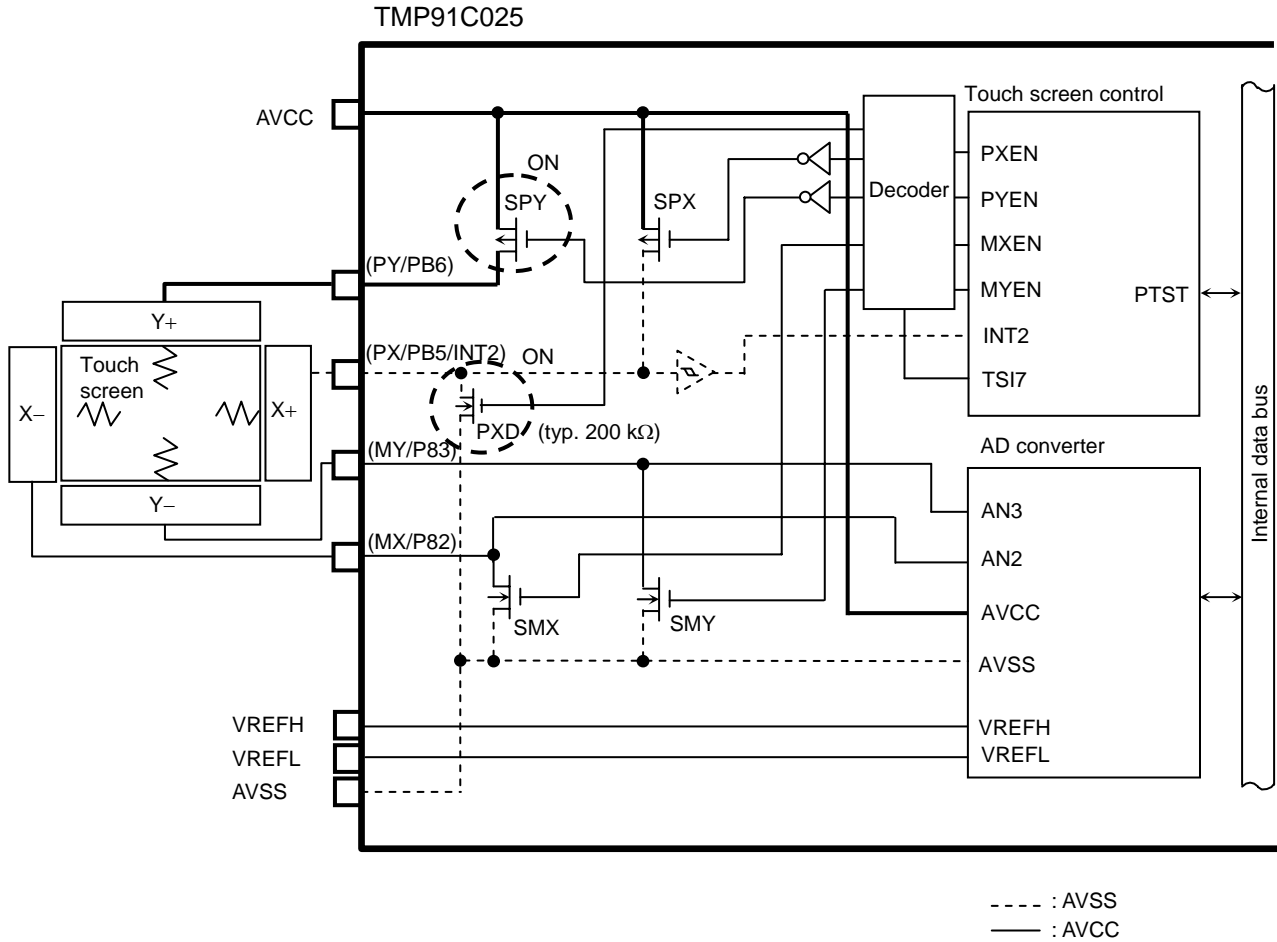 TMP91C025
AVCC
Touch screen control
ON
SPY
SPX
Decoder
PXEN
PYEN
MXEN
MYEN
PTST
INT2
TSI7
(PY/PB6)
Y+
(PX/PB5/INT2)
ON
Touch
screen
X−
X+
PXD
(typ. 200 kΩ)
(MY/P83)
Y−
(MX/P82)
AD converter
AN3
AN2
AVCC
AVSS
VREFH
VREFL
SMX
SMY
Internal data bus
VREFH
VREFL
AVSS
: AVSS
: AVCC